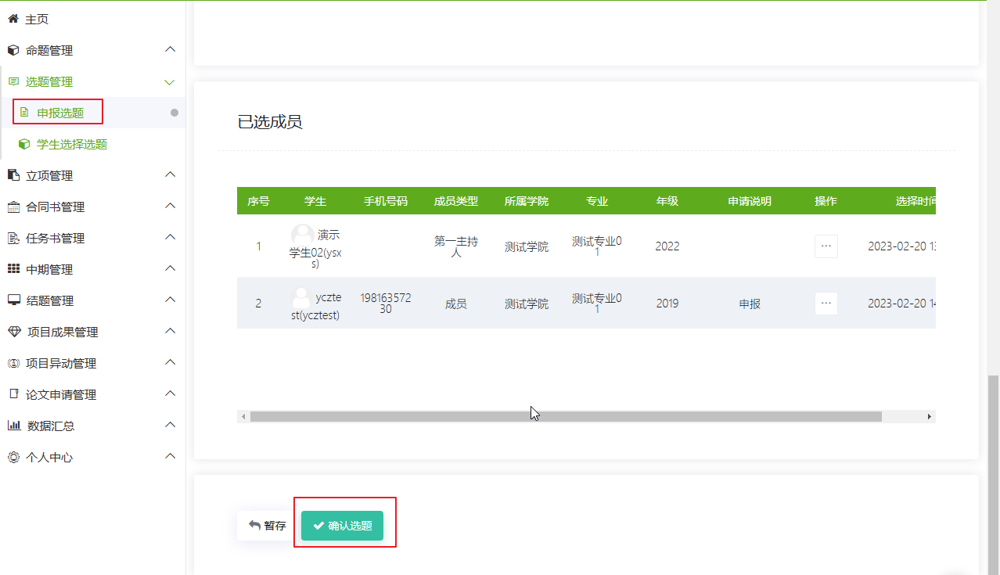 主页
命题管理
选题管理
申报选题
学生选择选题
立项管理
合同书管理
任务书管理
中期管理
结题管理
项目成果管理
项目异动管理
论文申请管理
数据汇总
个人中心
已选成员
序号 学生 手机号码 成员类型 所属学院 专业 年级 申请说明 操作 选择时间
1 演示学生02(ysxs) 第一主持人 测试学院 测试专业01 2022 ··· 2023-02-20 13:
2 ycztest(ycztest) 19816357230 成员 测试学院 测试专业01 2019 申报 ··· 2023-02-20 14
暂存
确认选题